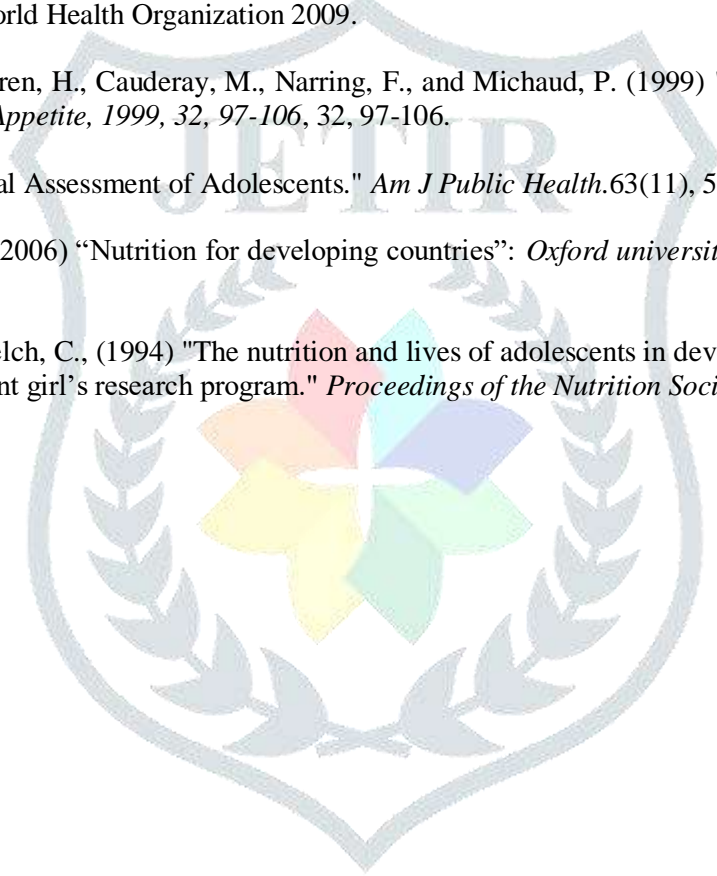 orld Health Organization 2009.
ren, H., Cauderay, M., Narring, F., and Michaud, P. (1999) "
Appetite, 1999, 32, 97-106, 32, 97-106.
JETIR
al Assessment of Adolescents." Am J Public Health.63(11), 5
2006) “Nutrition for developing countries”: Oxford universit
elch, C., (1994) "The nutrition and lives of adolescents in dev
nt girl’s research program." Proceedings of the Nutrition Soci